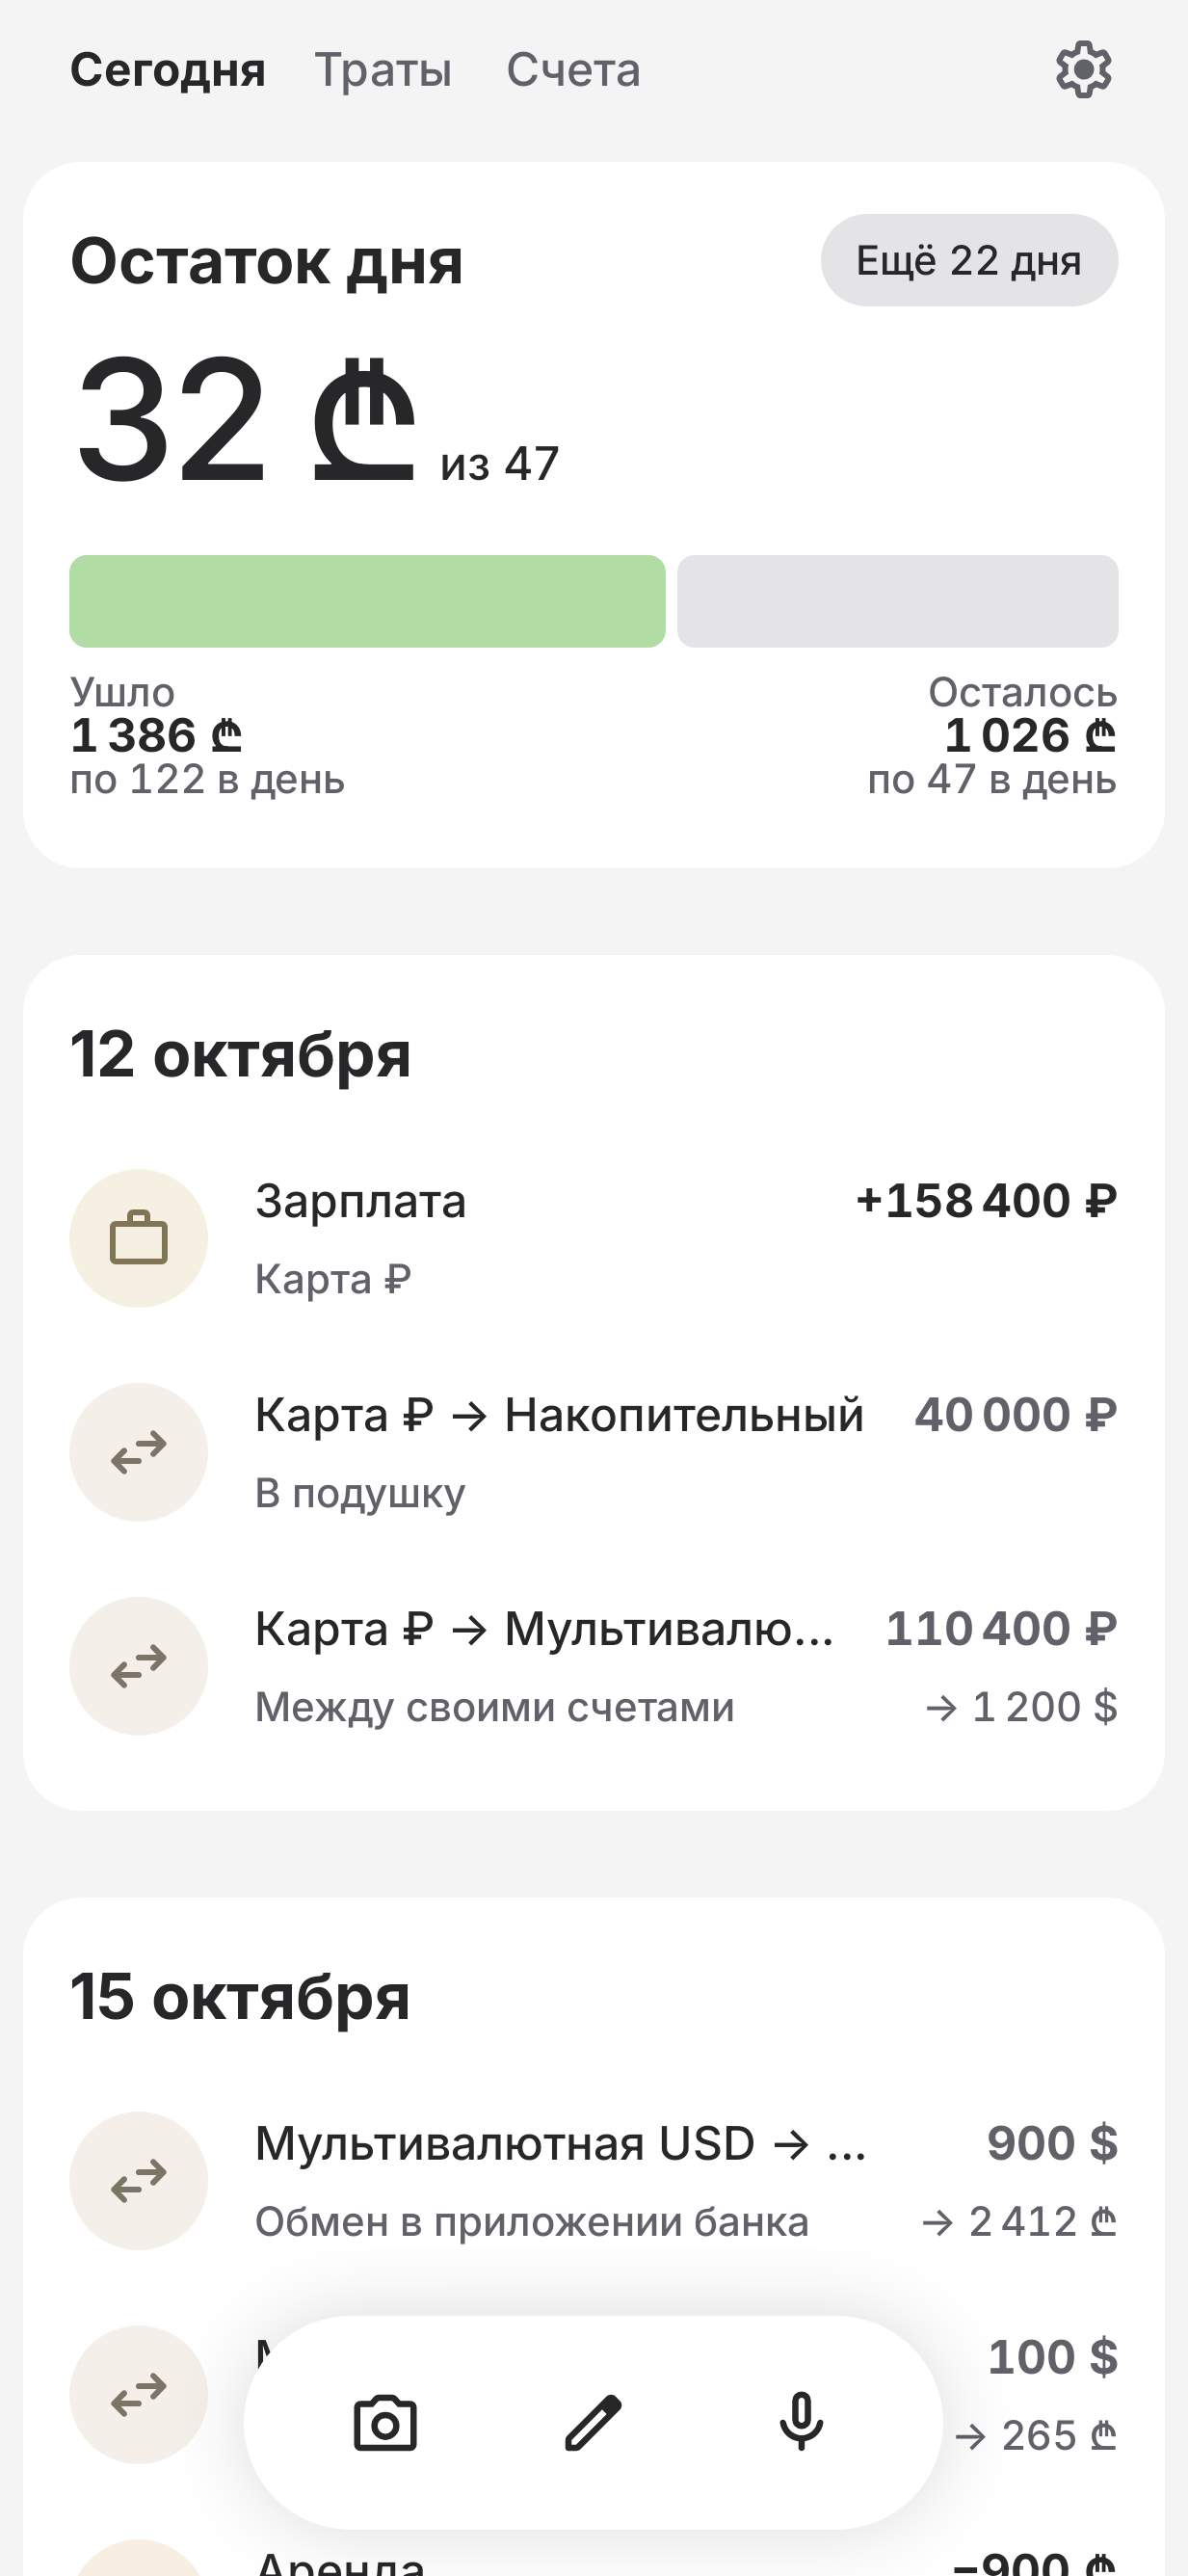 Сегодня Траты Счета
Остаток дня Ещё 22 дня
32 ₾ из 47
Ушло Осталось
1 386 ₾ 1 026 ₾
по 122 в день по 47 в день
12 октября
Зарплата +158 400 ₽
Карта ₽
Карта ₽ → Накопительный 40 000 ₽
В подушку
Карта ₽ → Мультивалю... 110 400 ₽
Между своими счетами → 1 200 $
15 октября
Мультивалютная USD → ... 900 $
Обмен в приложении банка → 2 412 ₾
100 $
→ 265 ₾
Аренда −900 ₾